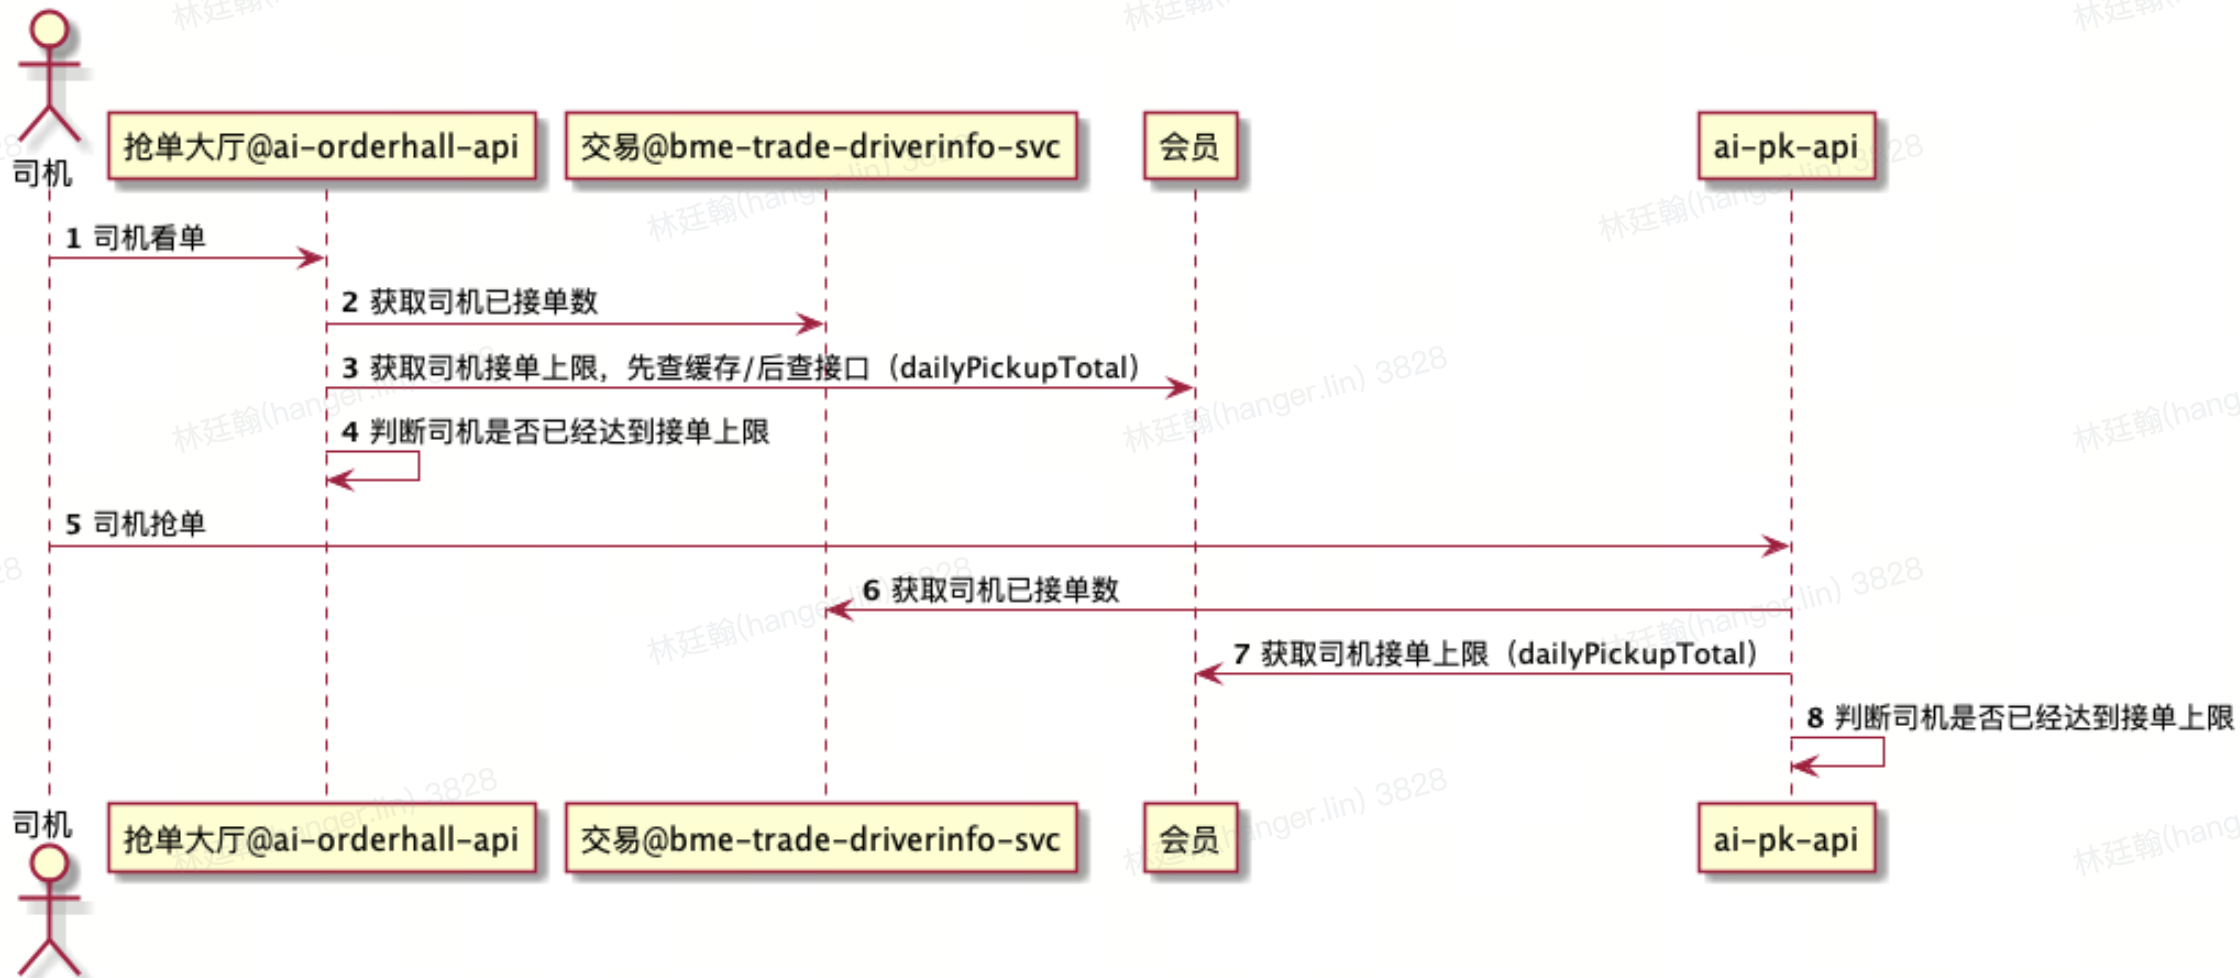 司机
抢单大厅@ai-orderhall-api
交易@bme-trade-driverinfo-svc
会员
ai-pk-api
1 司机看单
2 获取司机已接单数
3 获取司机接单上限，先查缓存/后查接口（dailyPickupTotal）
4 判断司机是否已经达到接单上限
5 司机抢单
6 获取司机已接单数
7 获取司机接单上限（dailyPickupTotal）
8 判断司机是否已经达到接单上限
司机
抢单大厅@ai-orderhall-api
交易@bme-trade-driverinfo-svc
会员
ai-pk-api
林廷翰(hanger.lin) 3828